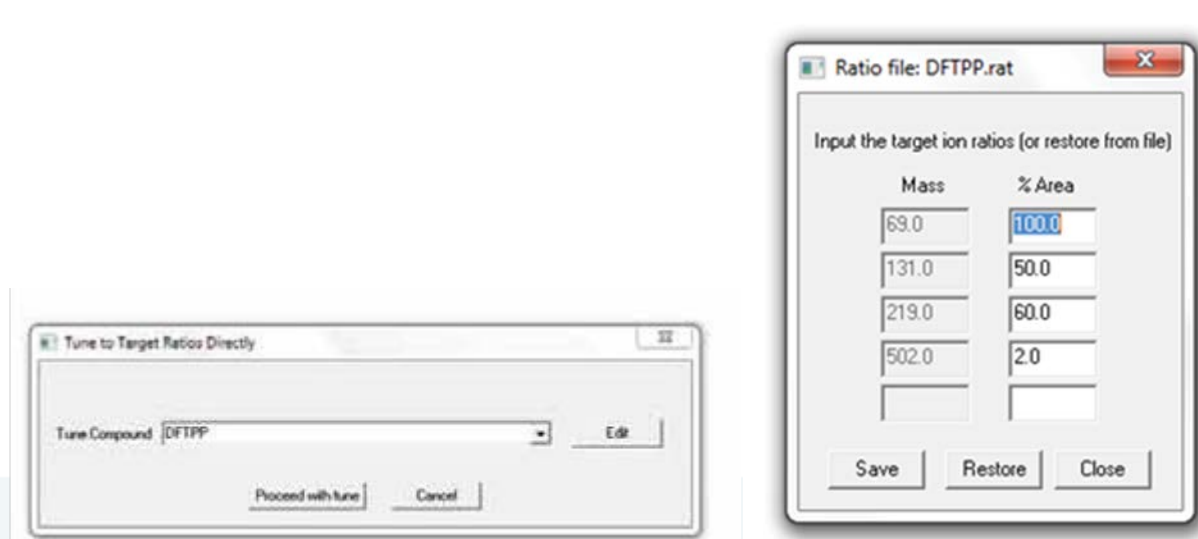 Tune to Target Ratios Directly
Tune Compound DFTPP Edit
Proceed with tune Cancel
Ratio file: DFTPP.rat
Input the target ion ratios (or restore from file)
Mass % Area
69.0 100.0
131.0 50.0
219.0 60.0
502.0 2.0
Save Restore Close